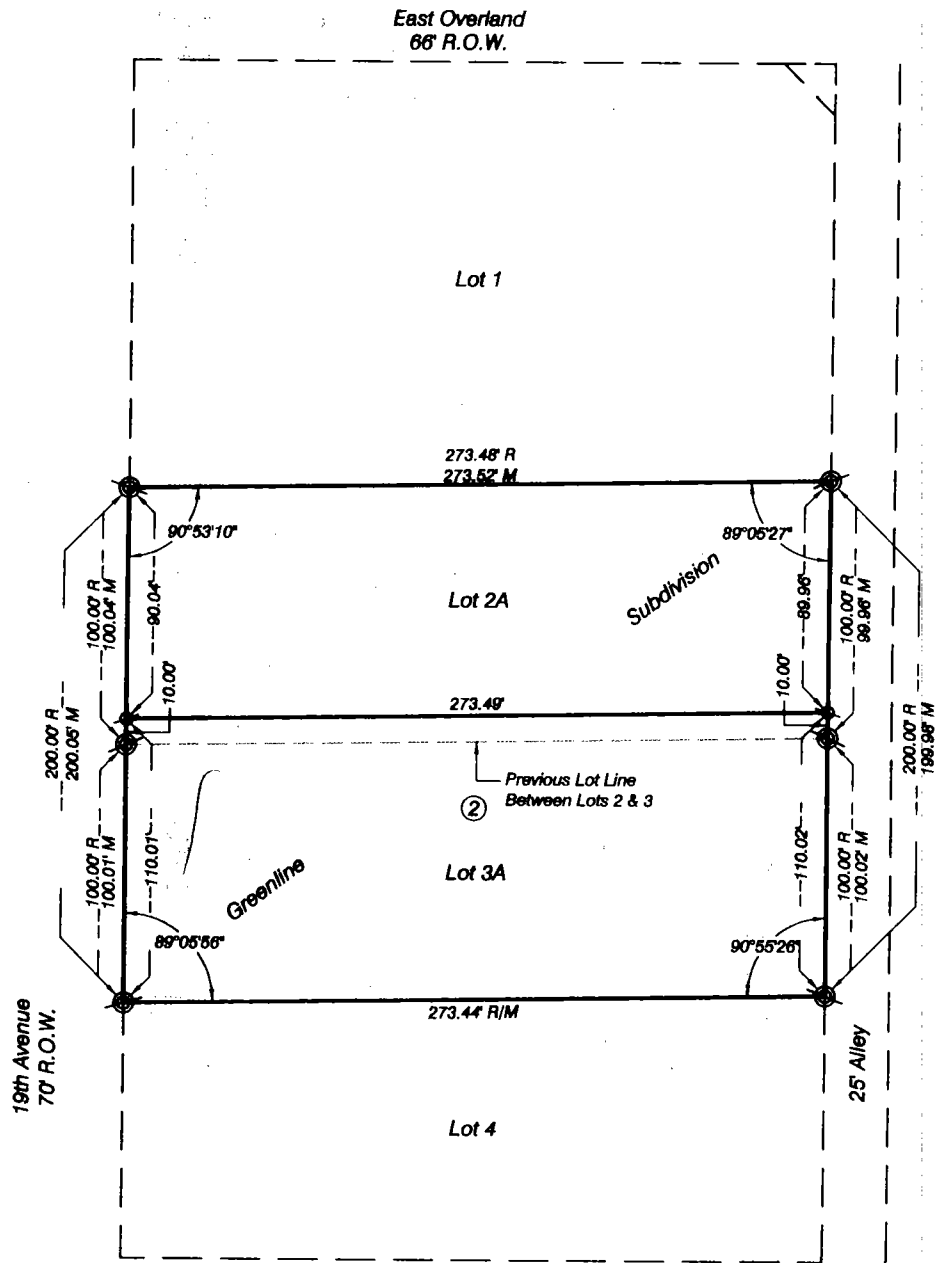 East Overland
66' R.O.W.
Lot 1
273.48' R
273.52' M
90°53'10"
89°05'27"
100.00' R
100.04' M
90.04'
Lot 2A
Subdivision
89.96'
100.00' R
99.96' M
10.00'
273.49'
10.00'
200.00' R
200.05' M
200.00' R
199.98' M
Previous Lot Line
Between Lots 2 & 3
2
100.00' R
100.01' M
110.01'
Lot 3A
Greenline
110.02'
100.00' R
100.02' M
89°05'56"
90°55'26"
273.44' R/M
19th Avenue
70' R.O.W.
25' Alley
Lot 4